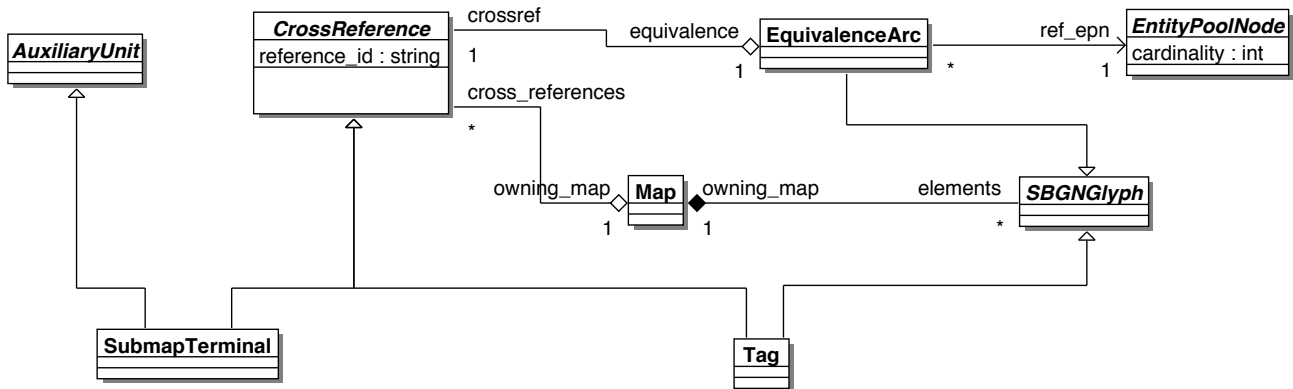 AuxiliaryUnit
CrossReference
reference_id : string
crossref
1
equivalence
1
EquivalenceArc
*
ref_epn
1
EntityPoolNode
cardinality : int
cross_references
*
owning_map
1
Map
owning_map
1
elements
*
SBGNGlyph
SubmapTerminal
Tag